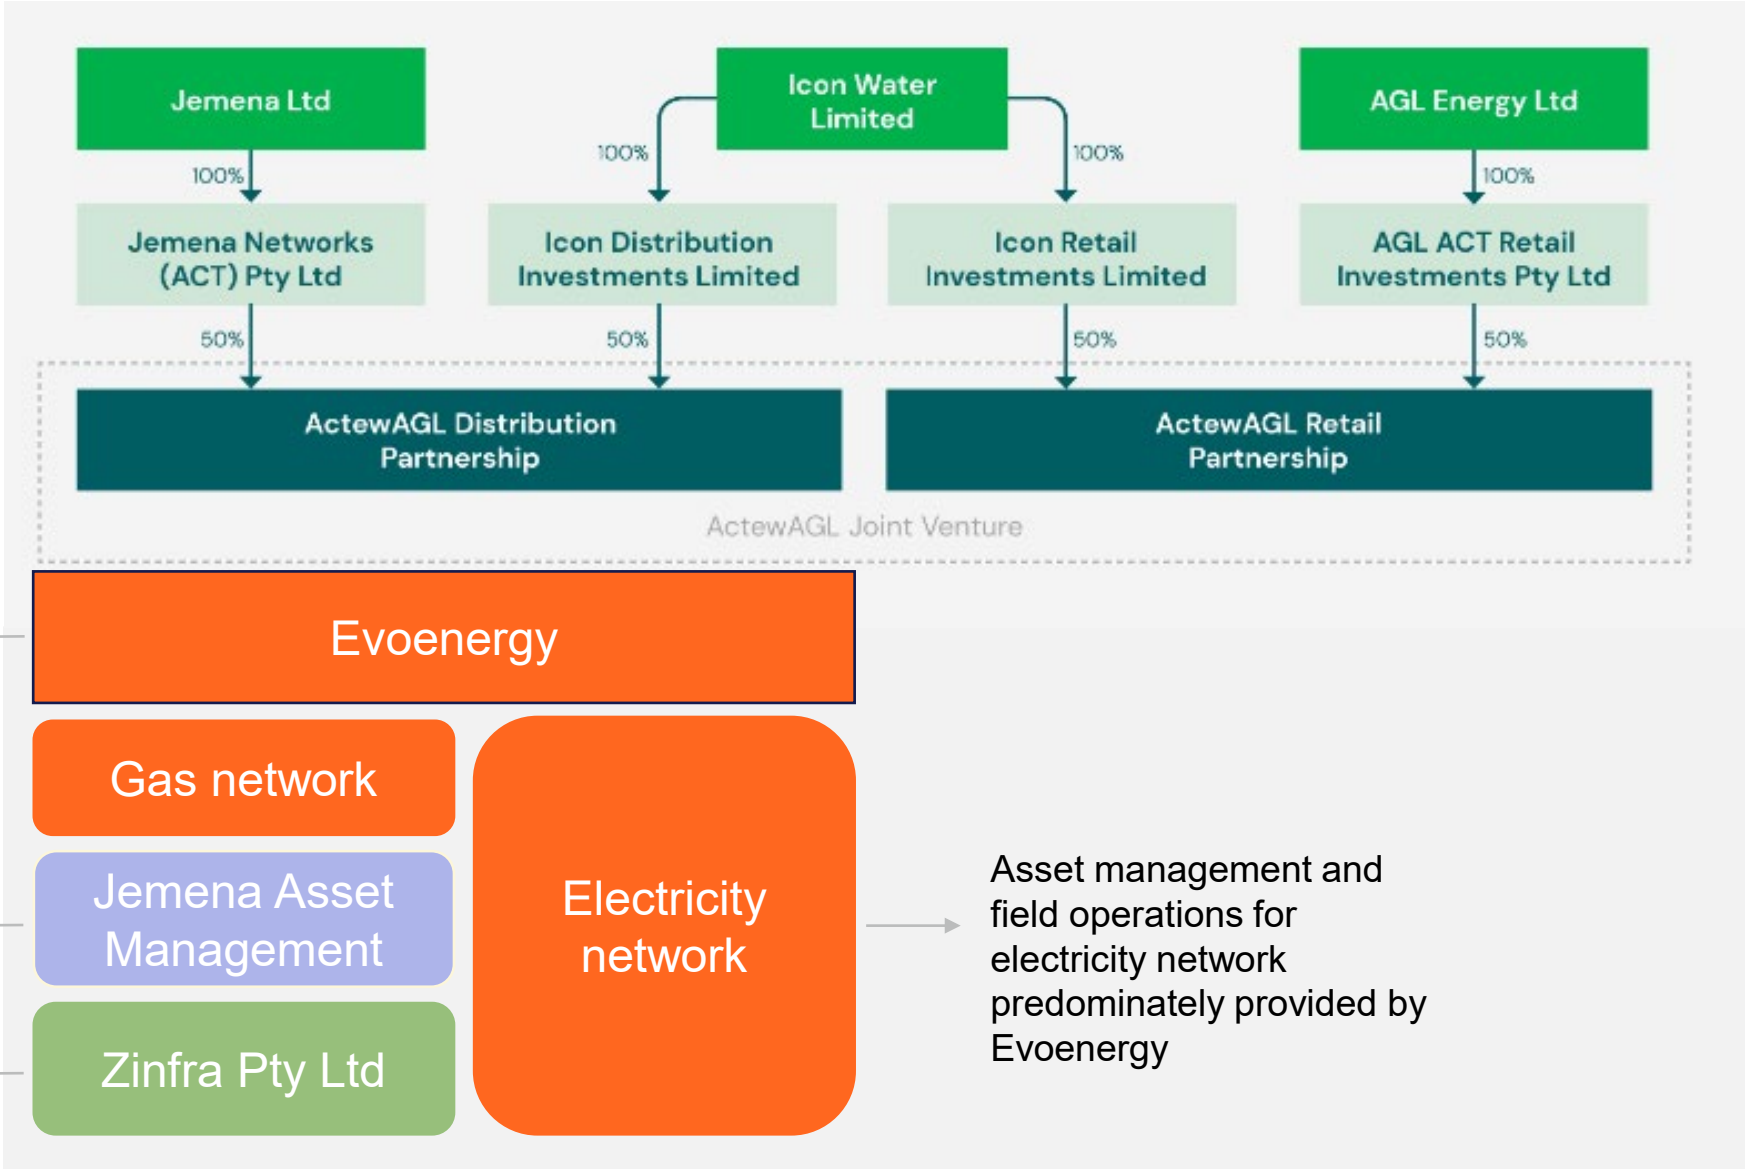 Jemena Ltd
Icon Water
Limited
AGL Energy Ltd
100%
100%
100%
100%
Jemena Networks
(ACT) Pty Ltd
Icon Distribution
Investments Limited
Icon Retail
Investments Limited
AGL ACT Retail
Investments Pty Ltd
50%
50%
50%
50%
ActewAGL Distribution
Partnership
ActewAGL Retail
Partnership
ActewAGL Joint Venture
Evoenergy
Gas network
Jemena Asset
Management
Zinfra Pty Ltd
Electricity
network
Asset management and
field operations for
electricity network
predominately provided by
Evoenergy